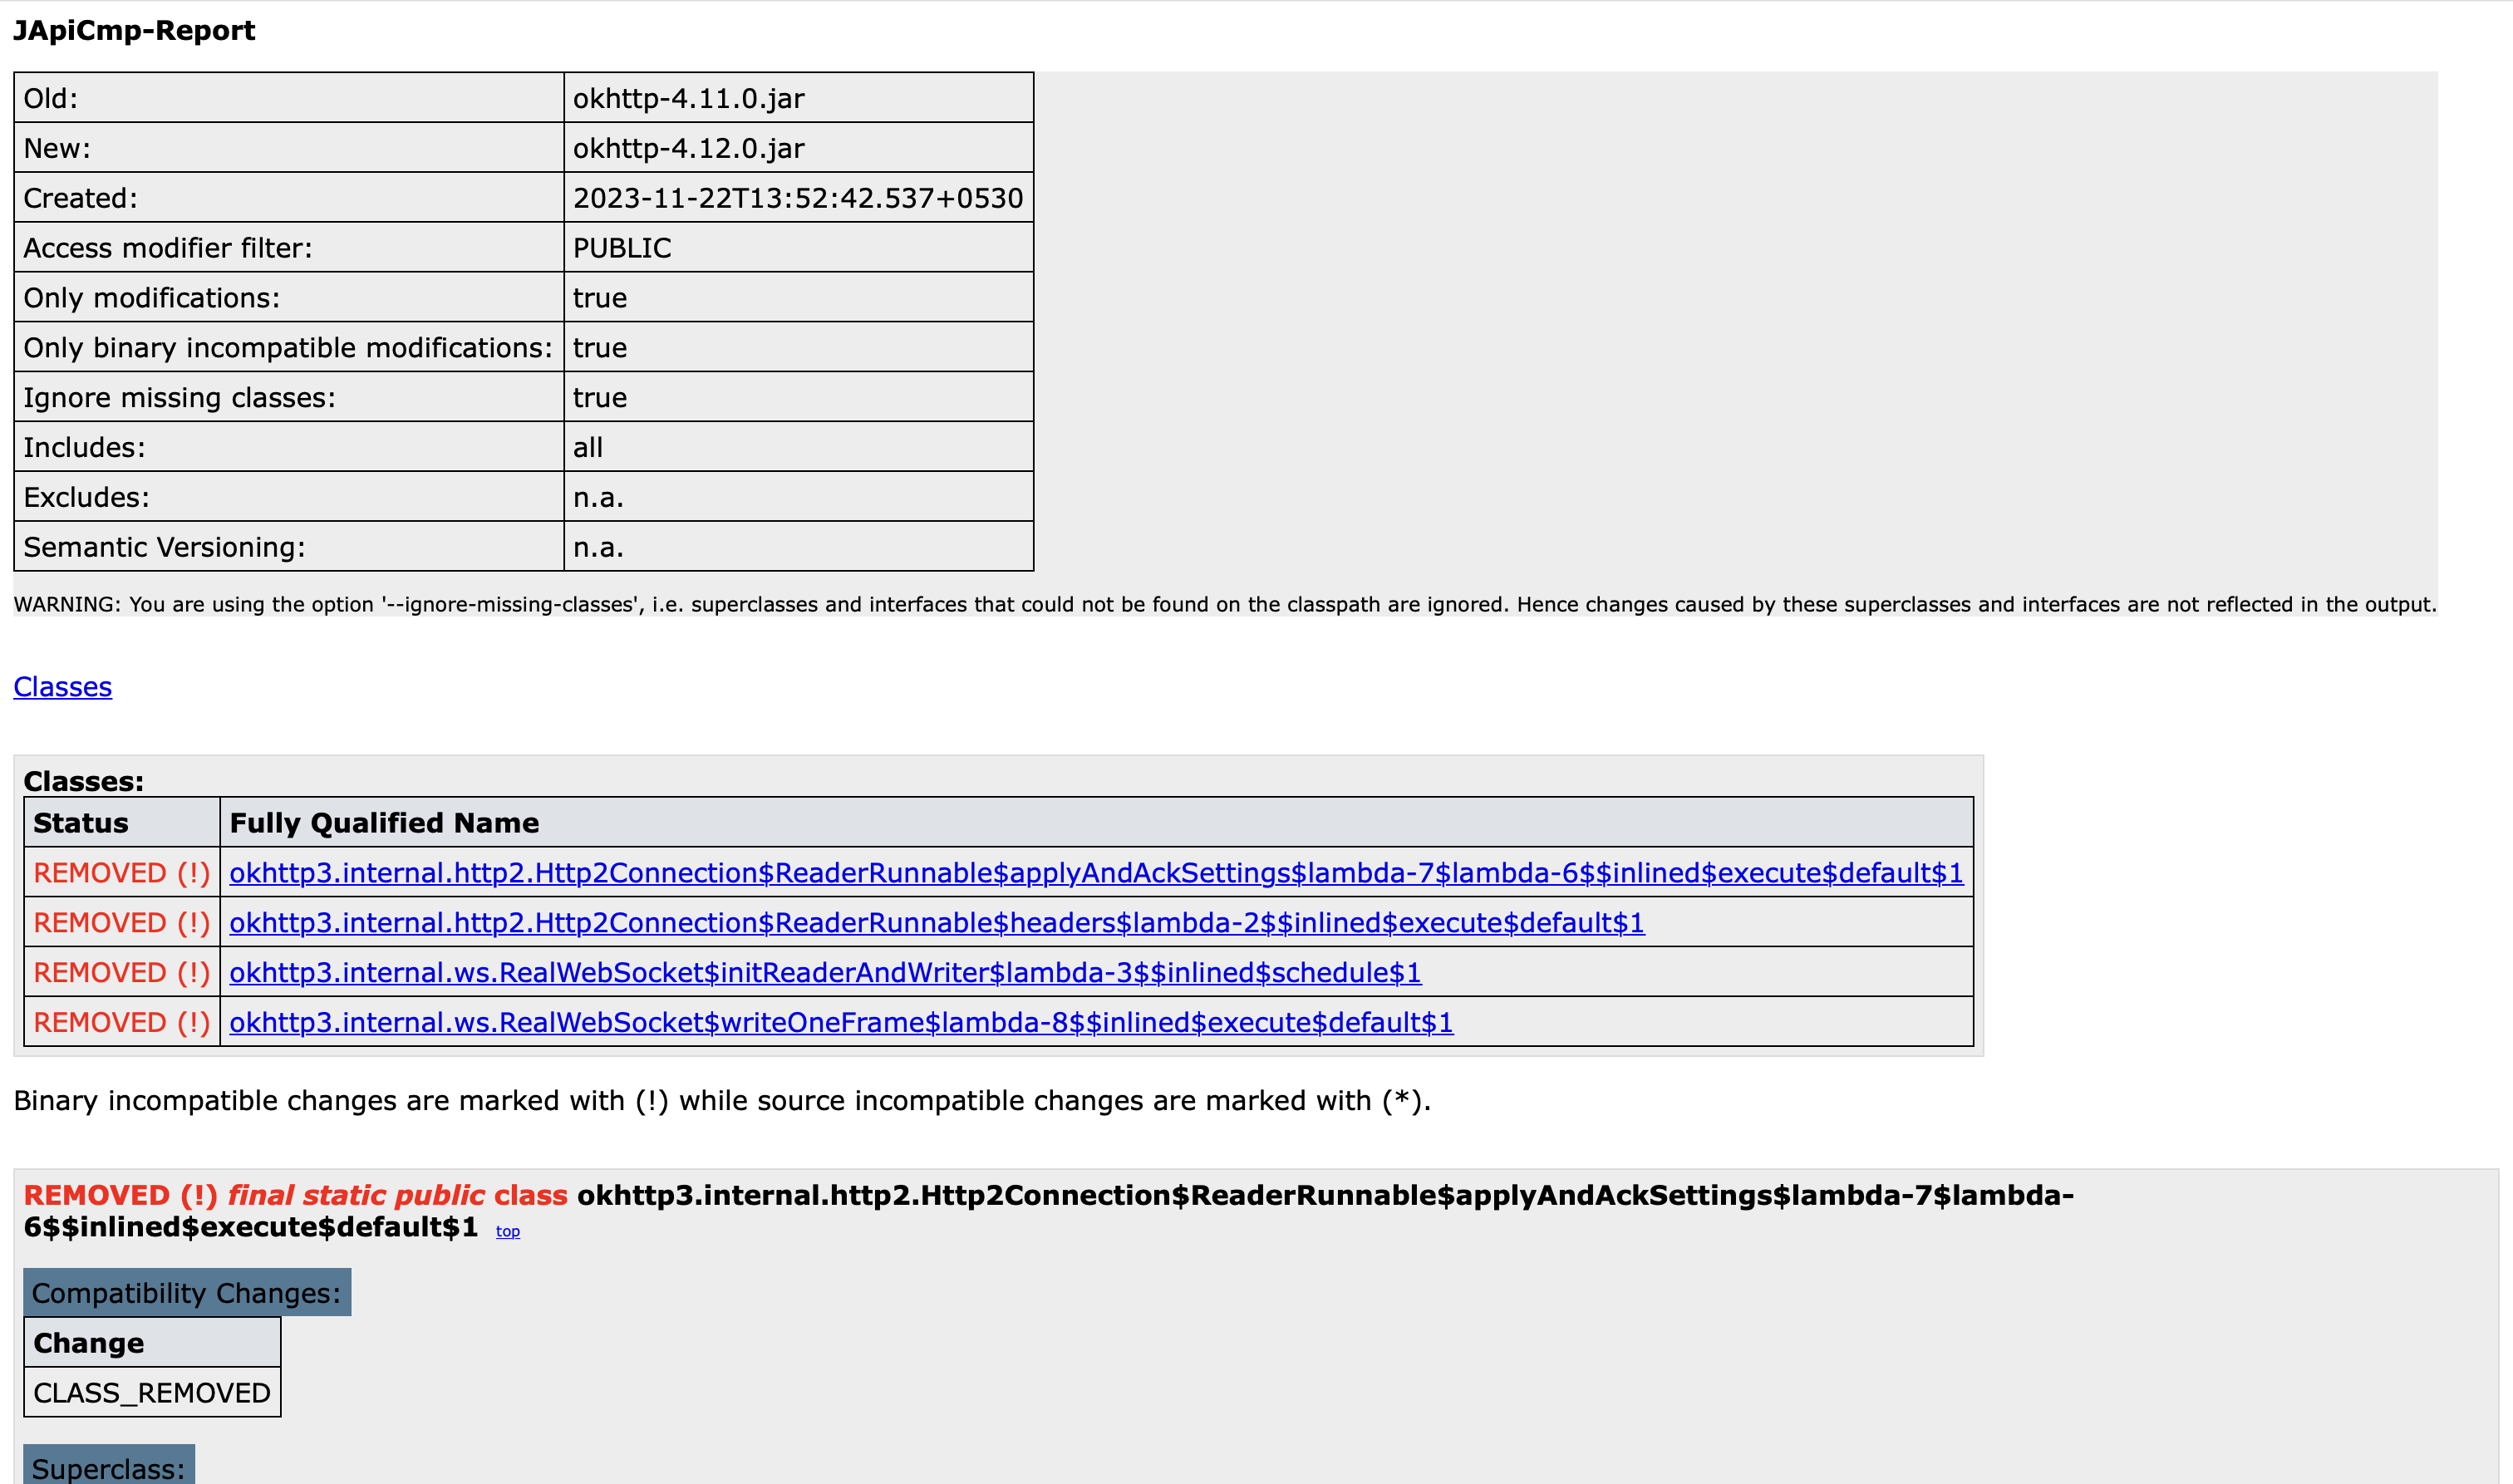 JApiCmp-Report
Old: okhttp-4.11.0.jar
New: okhttp-4.12.0.jar
Created: 2023-11-22T13:52:42.537+0530
Access modifier filter: PUBLIC
Only modifications: true
Only binary incompatible modifications: true
Ignore missing classes: true
Includes: all
Excludes: n.a.
Semantic Versioning: n.a.
WARNING: You are using the option '--ignore-missing-classes', i.e. superclasses and interfaces that could not be found on the classpath are ignored. Hence changes caused by these superclasses and interfaces are not reflected in the output.
Classes
Classes:
Status Fully Qualified Name
REMOVED (!) okhttp3.internal.http2.Http2Connection$ReaderRunnable$applyAndAckSettings$lambda-7$lambda-6$$inlined$execute$default$1
REMOVED (!) okhttp3.internal.http2.Http2Connection$ReaderRunnable$headers$lambda-2$$inlined$execute$default$1
REMOVED (!) okhttp3.internal.ws.RealWebSocket$initReaderAndWriter$lambda-3$$inlined$schedule$1
REMOVED (!) okhttp3.internal.ws.RealWebSocket$writeOneFrame$lambda-8$$inlined$execute$default$1
Binary incompatible changes are marked with (!) while source incompatible changes are marked with (*).
REMOVED (!) final static public class okhttp3.internal.http2.Http2Connection$ReaderRunnable$applyAndAckSettings$lambda-7$lambda-
6$$inlined$execute$default$1 top
Compatibility Changes:
Change
CLASS_REMOVED
Superclass: